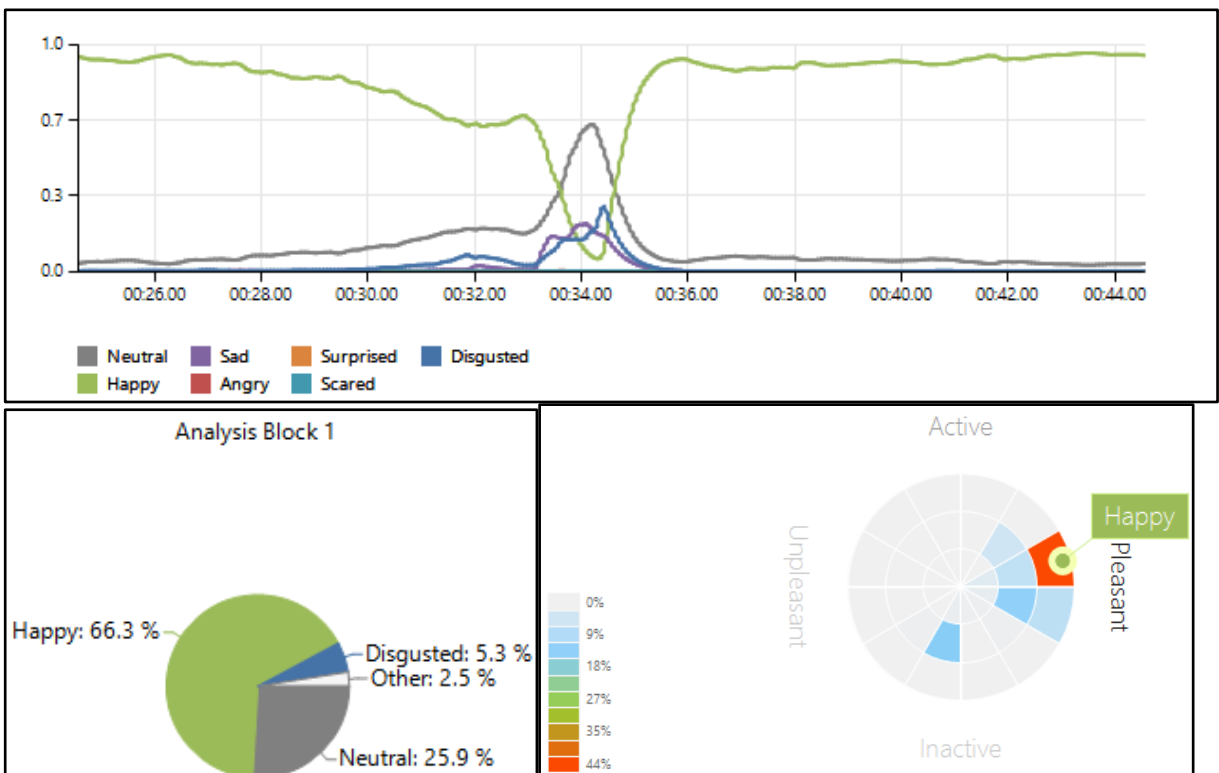 1.0
0.7
0.3
0.0
00:26.00 00:28.00 00:30.00 00:32.00 00:34.00 00:36.00 00:38.00 00:40.00 00:42.00 00:44.00
Neutral Sad Surprised Disgusted
Happy Angry Scared
Analysis Block 1
Happy: 66.3 %
Disgusted: 5.3 %
Other: 2.5 %
Neutral: 25.9 %
Active
Happy
Unpleasant
Pleasant
Inactive
0%
9%
18%
27%
35%
44%